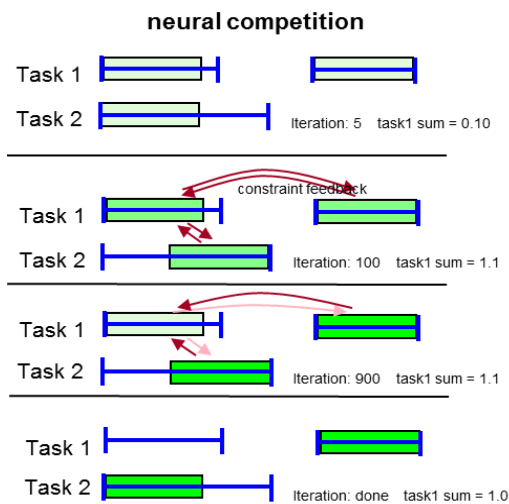 neural competition
Task 1
Task 2
Iteration: 5 task1 sum = 0.10
constraint feedback
Task 1
Task 2
Iteration: 100 task1 sum = 1.1
Task 1
Task 2
Iteration: 900 task1 sum = 1.1
Task 1
Task 2
Iteration: done task1 sum = 1.0